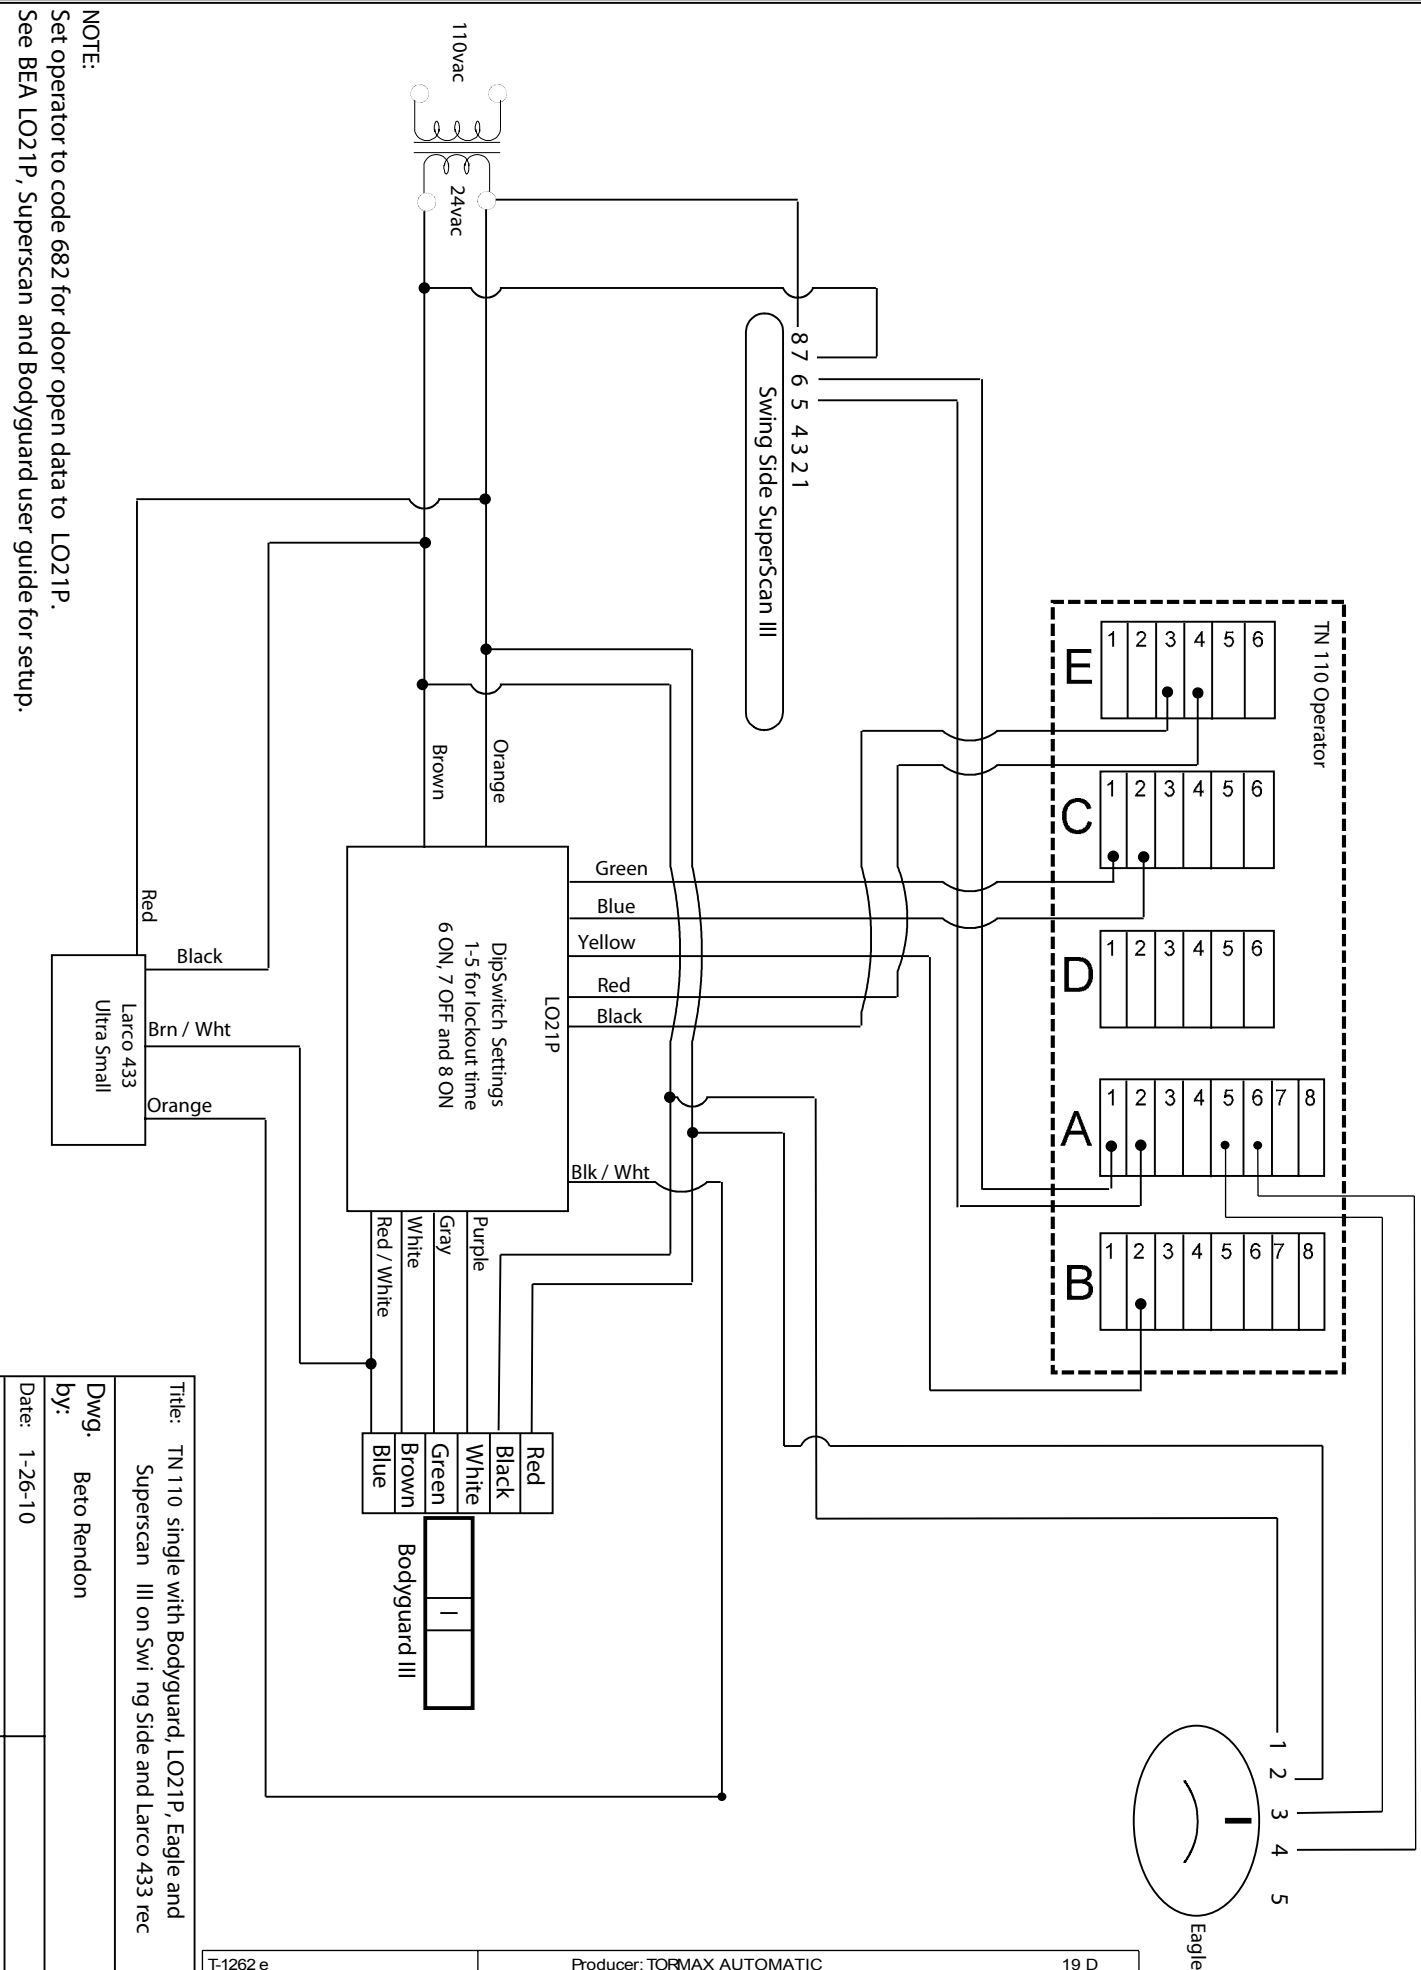 NOTE:
Set operator to code 682 for door open data to LO21P.
See BEA LO21P, Superscan and Bodyguard user guide for setup.
110vac
24vac
8 7 6 5 4 3 2 1
Swing Side SuperScan III
TN 110 Operator
E
1 2 3 4 5 6
C
1 2 3 4 5 6
D
1 2 3 4 5 6
A
1 2 3 4 5 6 7 8
B
1 2 3 4 5 6 7 8
Orange
Brown
Green
Blue
Yellow
Red
Black
Blk / Wht
LO21P
DipSwitch Settings
1-5 for lockout time
6 ON, 7 OFF and 8 ON
Red
Black
Brn / Wht
Orange
Larco 433
Ultra Small
Purple
Gray
White
Red / White
Red
Black
White
Green
Brown
Blue
Bodyguard III
1 2 3 4 5
Eagle
Title: TN 110 single with Bodyguard, LO21P, Eagle and
Superscan III on Swi ng Side and Larco 433 rec
Dwg.
by:
Beto Rendon
Date: 1-26-10
T-1262 e
Producer: TORMAX AUTOMATIC
19 D